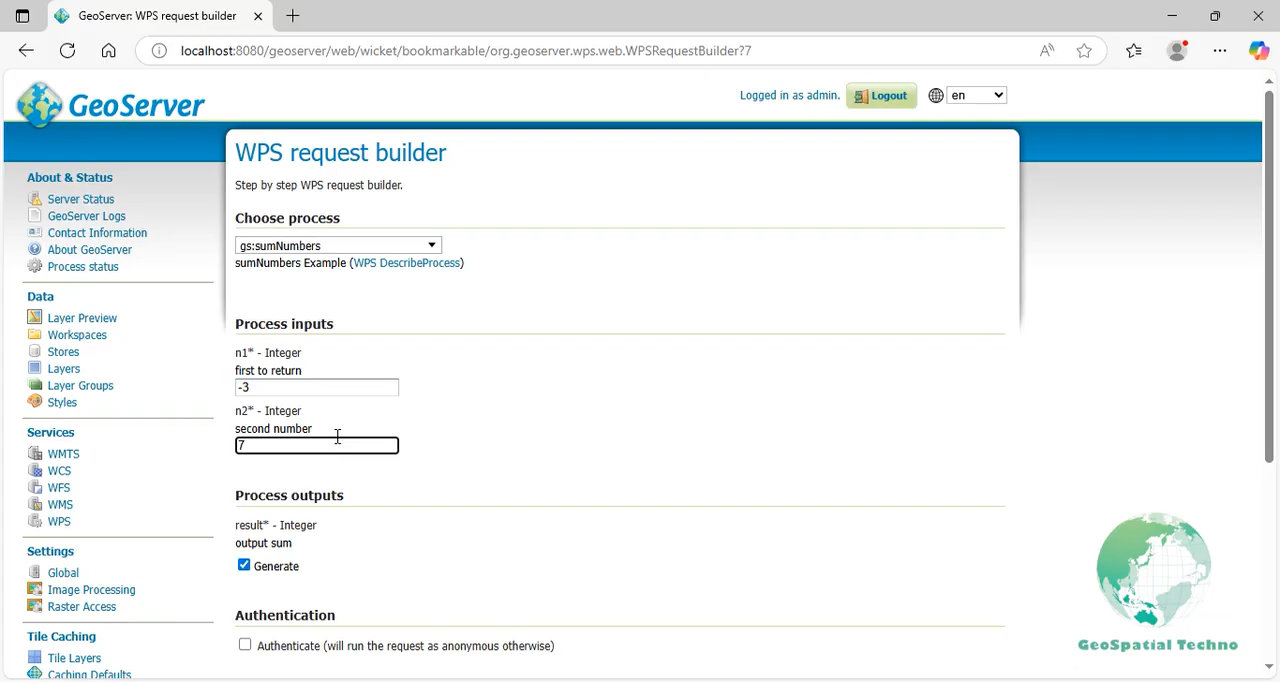 GeoServer: WPS request builder
localhost:8080/geoserver/web/wicket/bookmarkable/org.geoserver.wps.web.WPSRequestBuilder?7
GeoServer
Logged in as admin.
Logout
en
About & Status
Server Status
GeoServer Logs
Contact Information
About GeoServer
Process status
Data
Layer Preview
Workspaces
Stores
Layers
Layer Groups
Styles
Services
WMTS
WCS
WFS
WMS
WPS
Settings
Global
Image Processing
Raster Access
Tile Caching
Tile Layers
Caching Defaults
WPS request builder
Step by step WPS request builder.
Choose process
gs:sumNumbers
sumNumbers Example (WPS DescribeProcess)
Process inputs
n1* - Integer
first to return
-3
n2* - Integer
second number
7
Process outputs
result* - Integer
output sum
Generate
Authentication
Authenticate (will run the request as anonymous otherwise)
GeoSpatial Techno